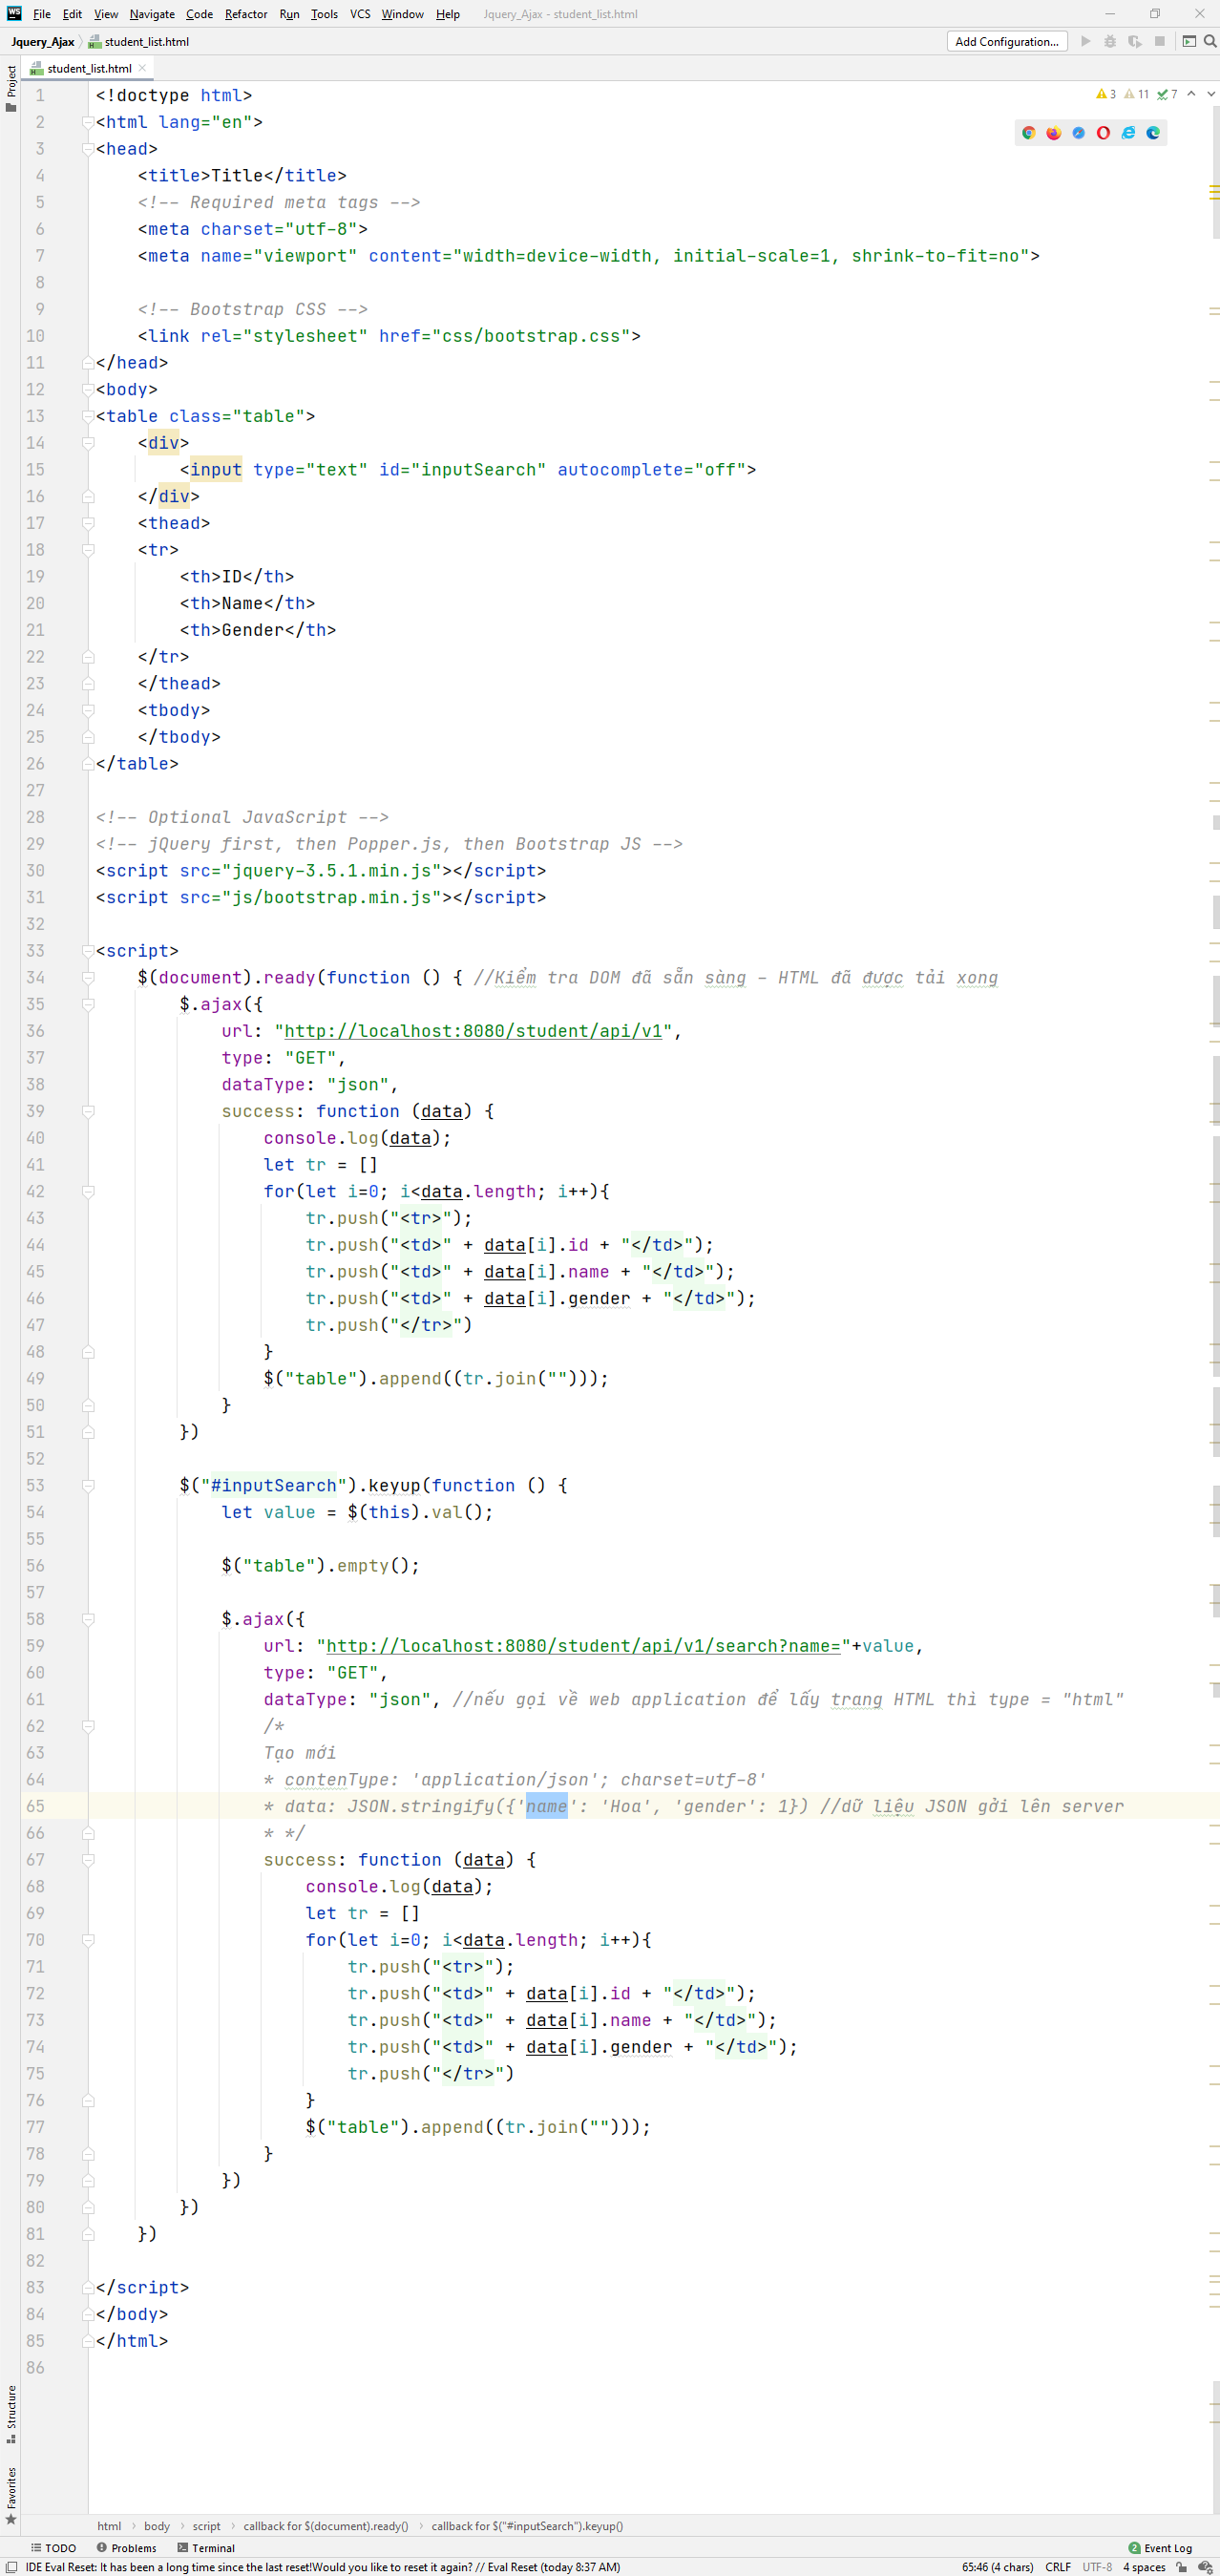 File Edit View Navigate Code Refactor Run Tools VCS Window Help Jquery_Ajax - student_list.html
Jquery_Ajax student_list.html Add Configuration...
student_list.html
Project
3 11 7
1 <!doctype html>
2 <html lang="en">
3 <head>
4 <title>Title</title>
5 <!-- Required meta tags -->
6 <meta charset="utf-8">
7 <meta name="viewport" content="width=device-width, initial-scale=1, shrink-to-fit=no">
8
9 <!-- Bootstrap CSS -->
10 <link rel="stylesheet" href="css/bootstrap.css">
11 </head>
12 <body>
13 <table class="table">
14 <div>
15 <input type="text" id="inputSearch" autocomplete="off">
16 </div>
17 <thead>
18 <tr>
19 <th>ID</th>
20 <th>Name</th>
21 <th>Gender</th>
22 </tr>
23 </thead>
24 <tbody>
25 </tbody>
26 </table>
27
28 <!-- Optional JavaScript -->
29 <!-- jQuery first, then Popper.js, then Bootstrap JS -->
30 <script src="jquery-3.5.1.min.js"></script>
31 <script src="js/bootstrap.min.js"></script>
32
33 <script>
34 $(document).ready(function () { //Kiểm tra DOM đã sẵn sàng - HTML đã được tải xong
35 $.ajax({
36 url: "http://localhost:8080/student/api/v1",
37 type: "GET",
38 dataType: "json",
39 success: function (data) {
40 console.log(data);
41 let tr = []
42 for(let i=0; i<data.length; i++){
43 tr.push("<tr>");
44 tr.push("<td>" + data[i].id + "</td>");
45 tr.push("<td>" + data[i].name + "</td>");
46 tr.push("<td>" + data[i].gender + "</td>");
47 tr.push("</tr>")
48 }
49 $("table").append((tr.join("")));
50 }
51 })
52
53 $("#inputSearch").keyup(function () {
54 let value = $(this).val();
55
56 $("table").empty();
57
58 $.ajax({
59 url: "http://localhost:8080/student/api/v1/search?name="+value,
60 type: "GET",
61 dataType: "json", //nếu gọi về web application để lấy trang HTML thì type = "html"
62 /*
63 Tạo mới
64 * contenType: 'application/json'; charset=utf-8'
65 * data: JSON.stringify({'name': 'Hoa', 'gender': 1}) //dữ liệu JSON gởi lên server
66 * */
67 success: function (data) {
68 console.log(data);
69 let tr = []
70 for(let i=0; i<data.length; i++){
71 tr.push("<tr>");
72 tr.push("<td>" + data[i].id + "</td>");
73 tr.push("<td>" + data[i].name + "</td>");
74 tr.push("<td>" + data[i].gender + "</td>");
75 tr.push("</tr>")
76 }
77 $("table").append((tr.join("")));
78 }
79 })
80 })
81 })
82
83 </script>
84 </body>
85 </html>
86
Structure
Favorites
html body script callback for $(document).ready() callback for $("#inputSearch").keyup()
TODO Problems Terminal 2 Event Log
IDE Eval Reset: It has been a long time since the last reset!Would you like to reset it again? // Eval Reset (today 8:37 AM) 65:46 (4 chars) CRLF UTF-8 4 spaces